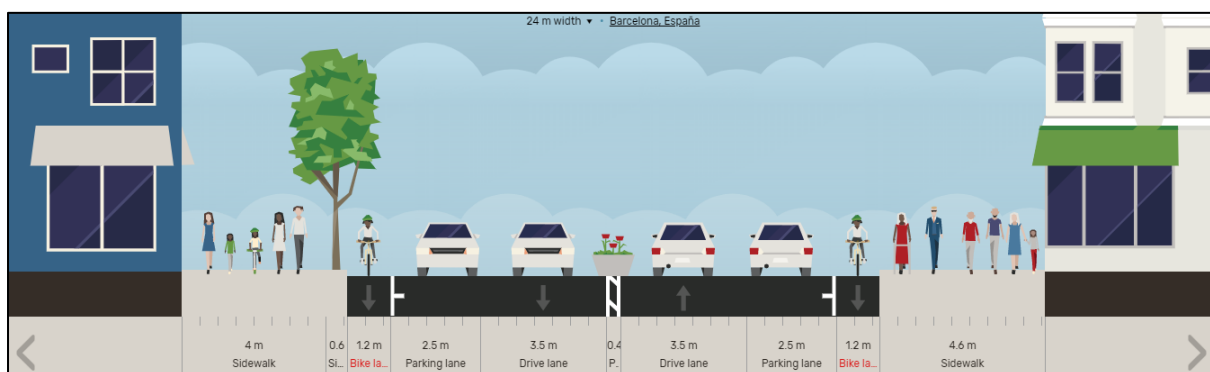 24 m width ▾ · Barcelona, España
4 m 0.6 1.2 m 2.5 m 3.5 m 0.4 3.5 m 2.5 m 1.2 m 4.6 m
Sidewalk Si... Bike la... Parking lane Drive lane P. Drive lane Parking lane Bike la... Sidewalk